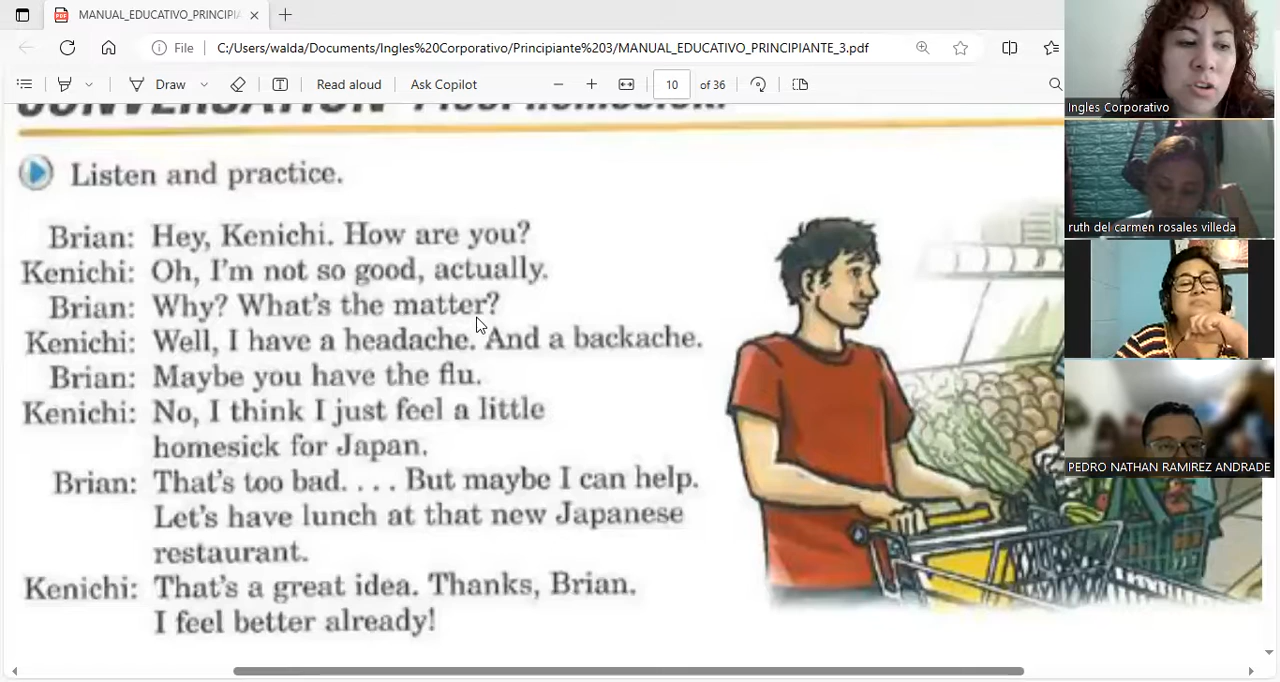 MANUAL_EDUCATIVO_PRINCIPIA
File
C:/Users/walda/Documents/Ingles%20Corporativo/Principiante%203/MANUAL_EDUCATIVO_PRINCIPIANTE_3.pdf
Draw
Read aloud
Ask Copilot
10 of 36
Ingles Corporativo
ruth del carmen rosales villeda
PEDRO NATHAN RAMIREZ ANDRADE
CONVERSATION
Listen and practice.
Brian: Hey, Kenichi. How are you?
Kenichi: Oh, I'm not so good, actually.
Brian: Why? What's the matter?
Kenichi: Well, I have a headache. And a backache.
Brian: Maybe you have the flu.
Kenichi: No, I think I just feel a little
homesick for Japan.
Brian: That's too bad. . . . But maybe I can help.
Let's have lunch at that new Japanese
restaurant.
Kenichi: That's a great idea. Thanks, Brian.
I feel better already!